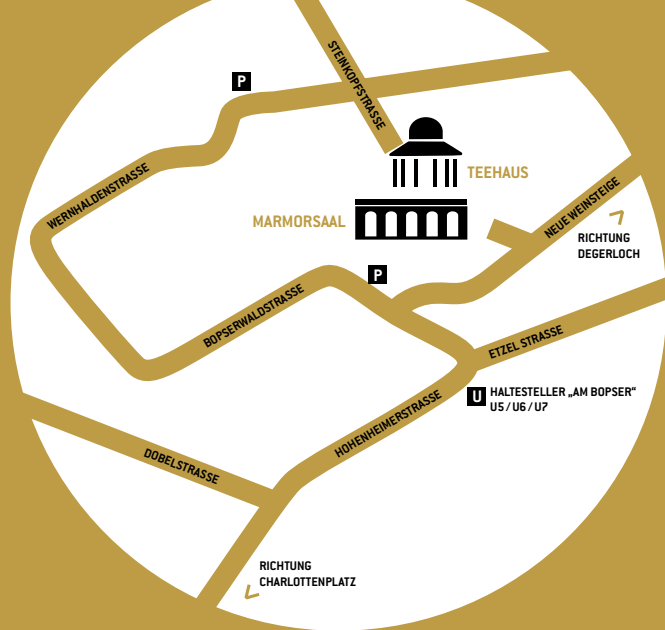 STEINKOPFSTRASSE
P
TEEHAUS
WERNHALDENSTRASSE
MARMORSAAL
NEUE WEINSTEIGE
RICHTUNG
DEGERLOCH
P
BOPSERWALDSTRASSE
ETZEL STRASSE
U HALTESTELLER „AM BOPSER“
U5 / U6 / U7
HOHENHEIMERSTRASSE
DOBELSTRASSE
RICHTUNG
CHARLOTTENPLATZ